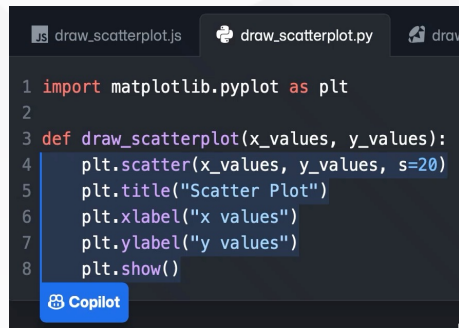 JS draw_scatterplot.js draw_scatterplot.py draw
1 import matplotlib.pyplot as plt
2
3 def draw_scatterplot(x_values, y_values):
4     plt.scatter(x_values, y_values, s=20)
5     plt.title("Scatter Plot")
6     plt.xlabel("x values")
7     plt.ylabel("y values")
8     plt.show()
Copilot